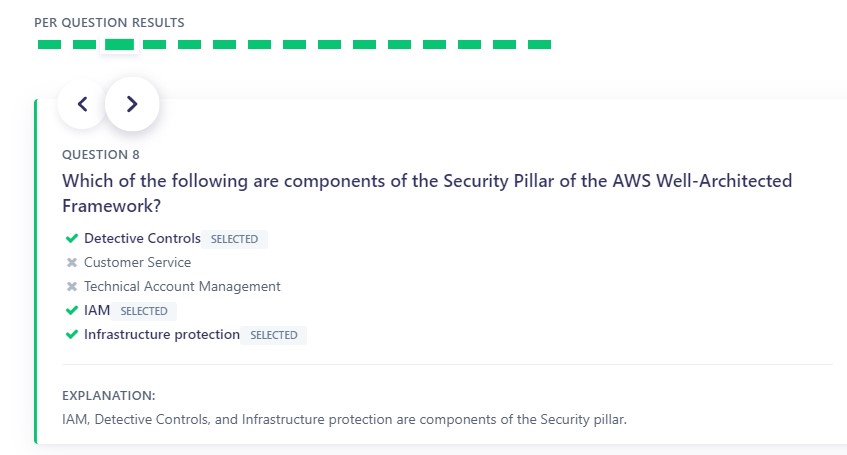 PER QUESTION RESULTS
QUESTION 8
Which of the following are components of the Security Pillar of the AWS Well-Architected
Framework?
Detective Controls SELECTED
Customer Service
Technical Account Management
IAM SELECTED
Infrastructure protection SELECTED
EXPLANATION:
IAM, Detective Controls, and Infrastructure protection are components of the Security pillar.